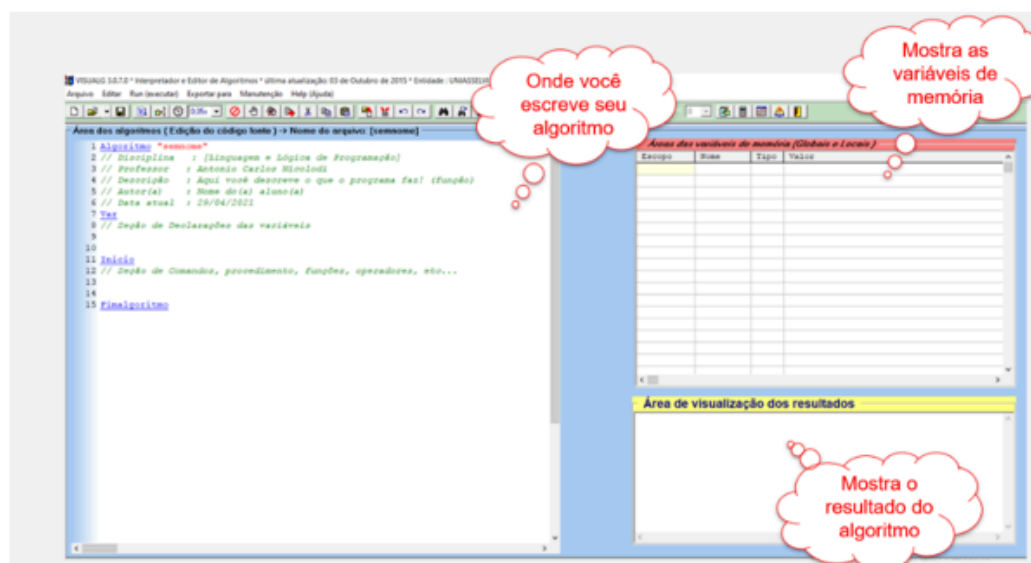 VISUALG 3.0.7.0 * Interpretador e Editor de Algoritmos * última atualização: 03 de Outubro de 2015 * Entidade : UNIASSELVI
Arquivo Editar Run (executar) Exportar para Manutenção Help (Ajuda)
Área dos algoritmos ( Edição do código fonte ) -> Nome do arquivo: [semnome]
1 Algoritmo "semnome"
2 // Disciplina : [Linguagem e Lógica de Programação]
3 // Professor : Antonio Carlos Nicolodi
4 // Descrição : Aqui você descreve o que o programa faz! (função)
5 // Autor(a) : Nome do(a) aluno(a)
6 // Data atual : 29/04/2021
7 Var
8 // Seção de Declarações das variáveis
9
10
11 Inicio
12 // Seção de Comandos, procedimento, funções, operadores, etc...
13
14
15 Fimalgoritmo
Onde você
escreve seu
algoritmo
Mostra as
variáveis de
memória
Áreas das variáveis de memória (Globais e Locais )
Escopo Nome Tipo Valor
Área de visualização dos resultados
Mostra o
resultado do
algoritmo